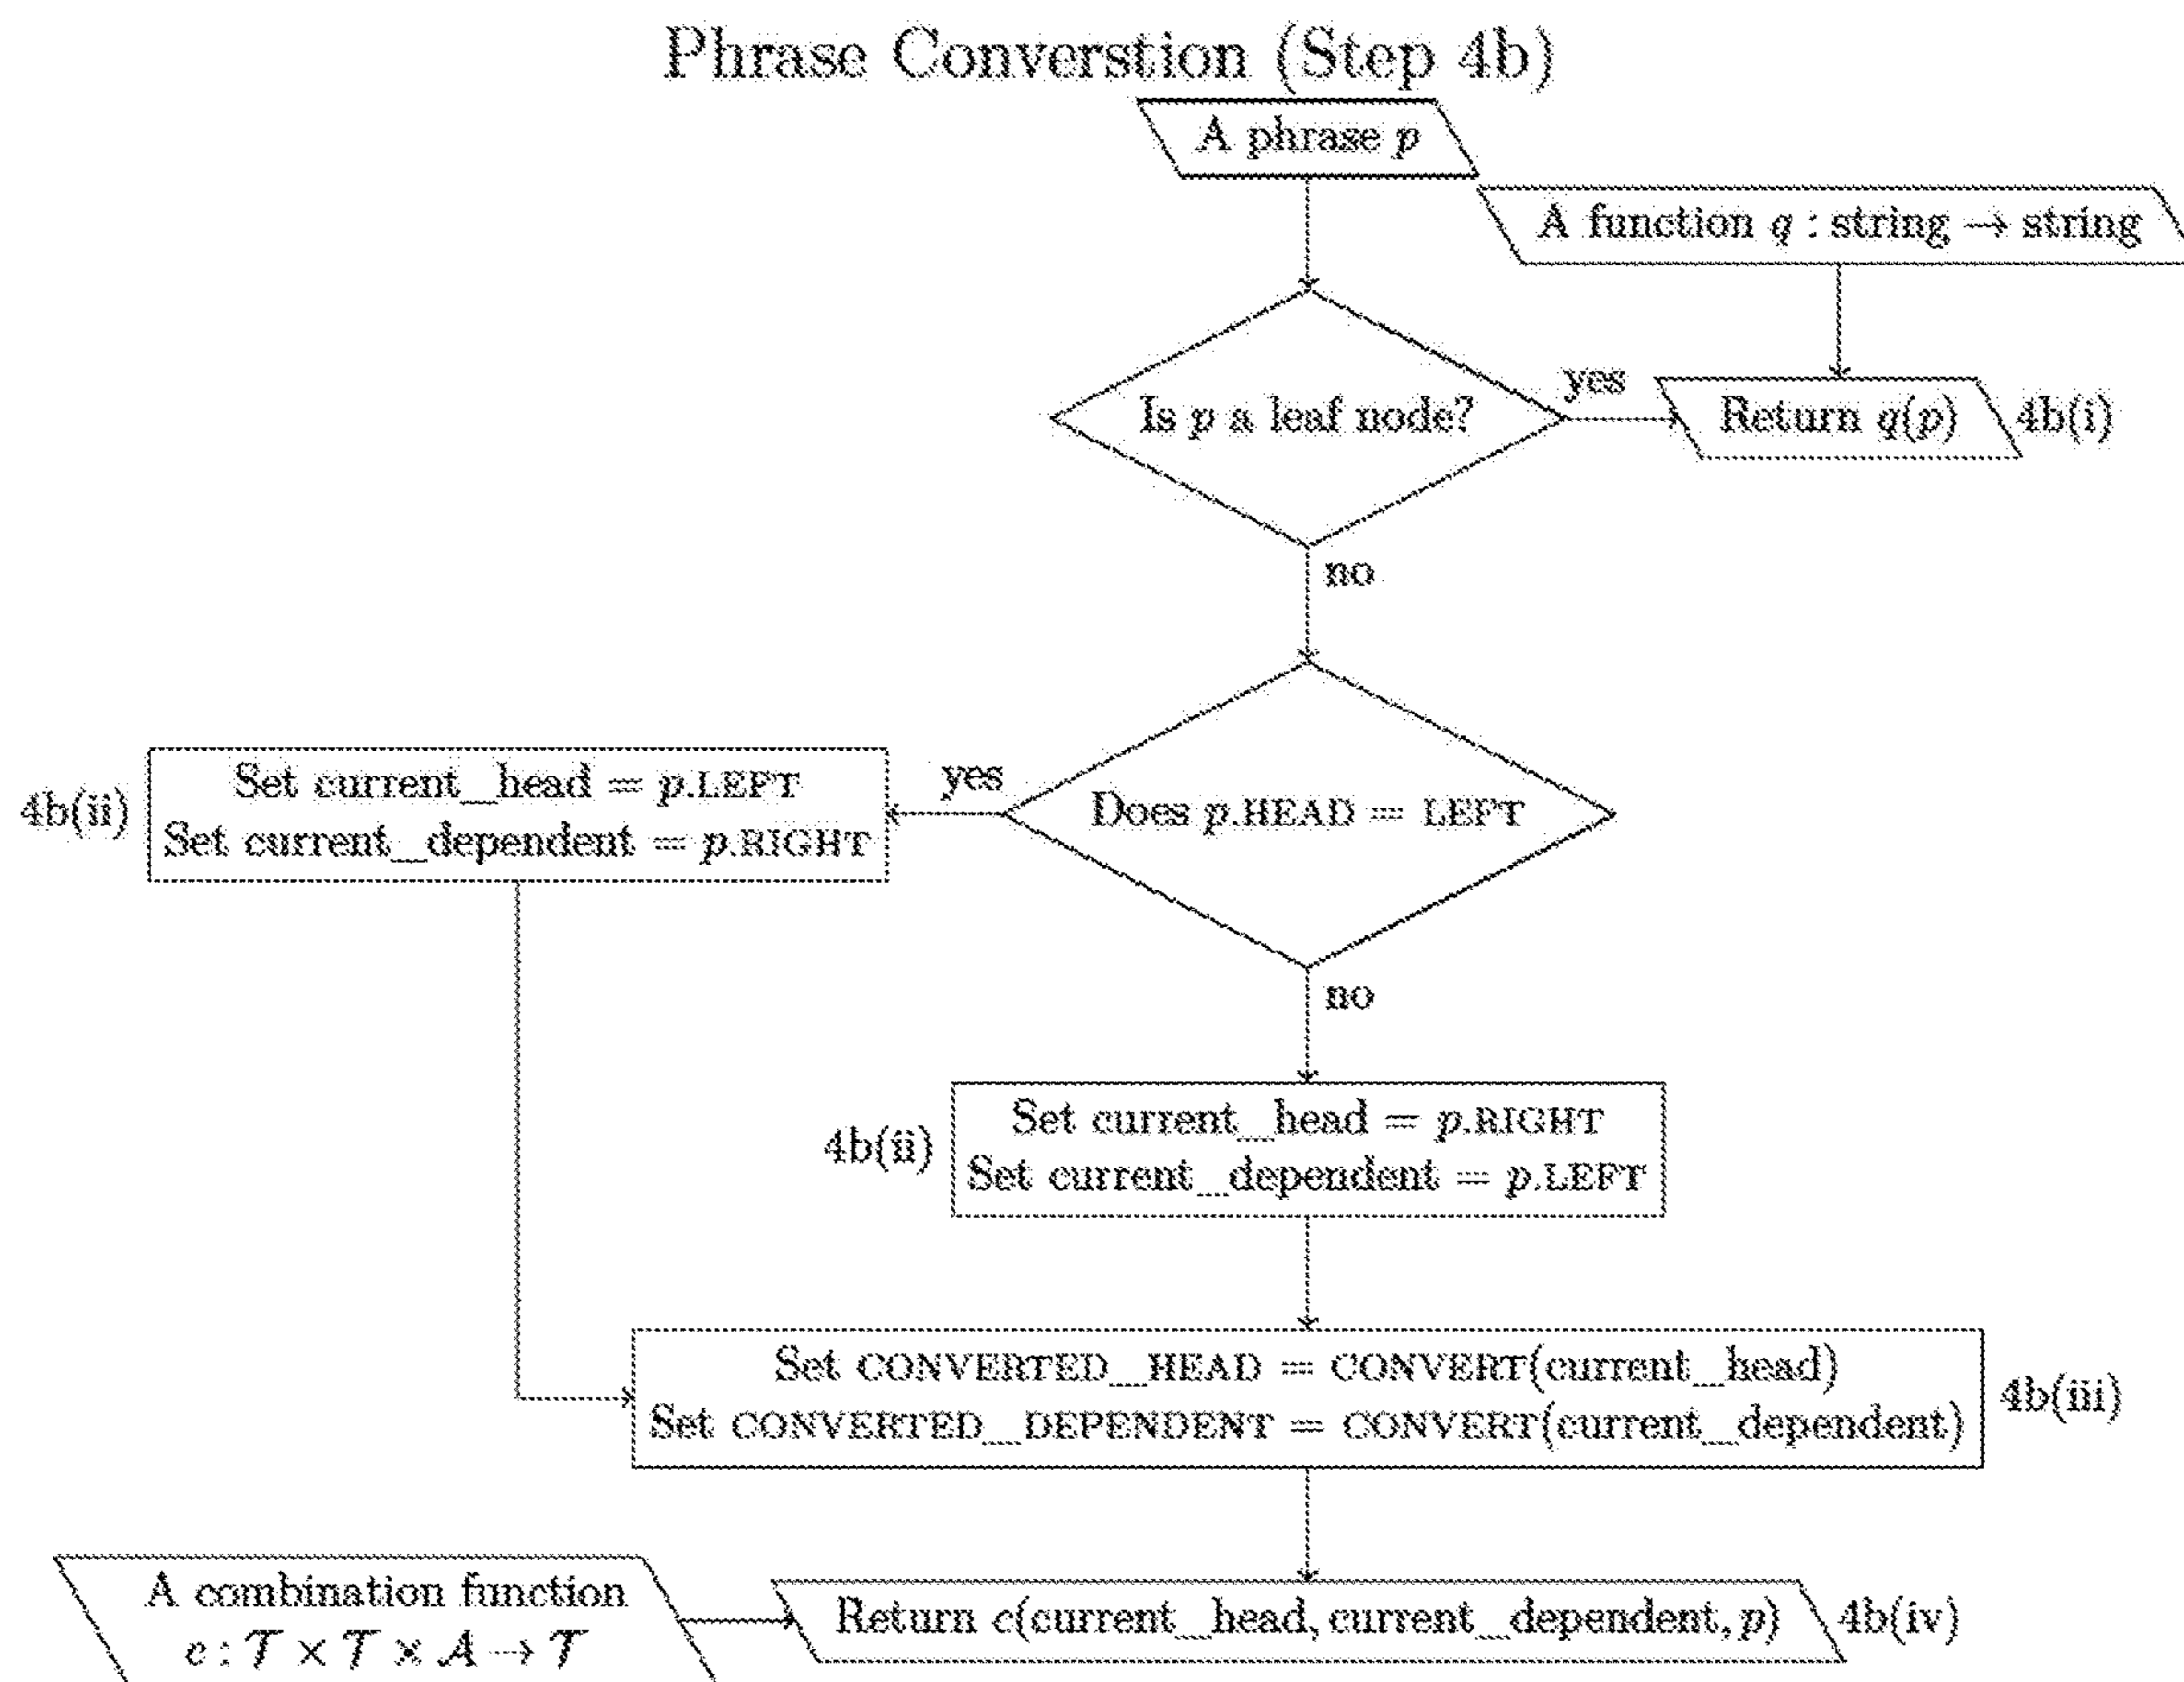 Phrase Converstion (Step 4b)
A phrase p
A function q : string → string
Is p a leaf node?
yes
Return q(p)
4b(i)
no
4b(ii)
Set current_head = p.LEFT
Set current_dependent = p.RIGHT
yes
Does p.HEAD = LEFT
no
4b(ii)
Set current_head = p.RIGHT
Set current_dependent = p.LEFT
Set CONVERTED_HEAD = CONVERT(current_head)
Set CONVERTED_DEPENDENT = CONVERT(current_dependent)
4b(iii)
A combination function
c : 𝒯 × 𝒯 × 𝒜 → 𝒯
Return c(current_head, current_dependent, p)
4b(iv)